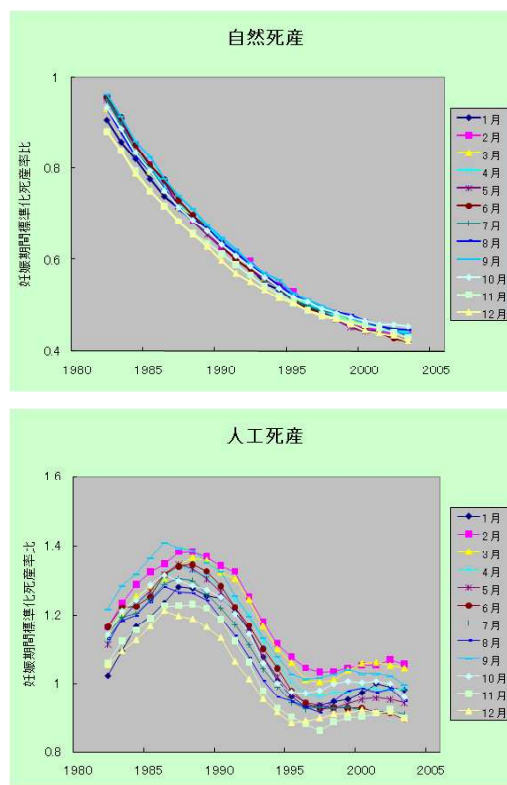 自然死産
妊娠期間標準化死産率比
1
0.8
0.6
0.4
1980
1985
1990
1995
2000
2005
1月
2月
3月
4月
5月
6月
7月
8月
9月
10月
11月
12月
人工死産
妊娠期間標準化死産率比
1.6
1.4
1.2
1
0.8
1980
1985
1990
1995
2000
2005
1月
2月
3月
4月
5月
6月
7月
8月
9月
10月
11月
12月